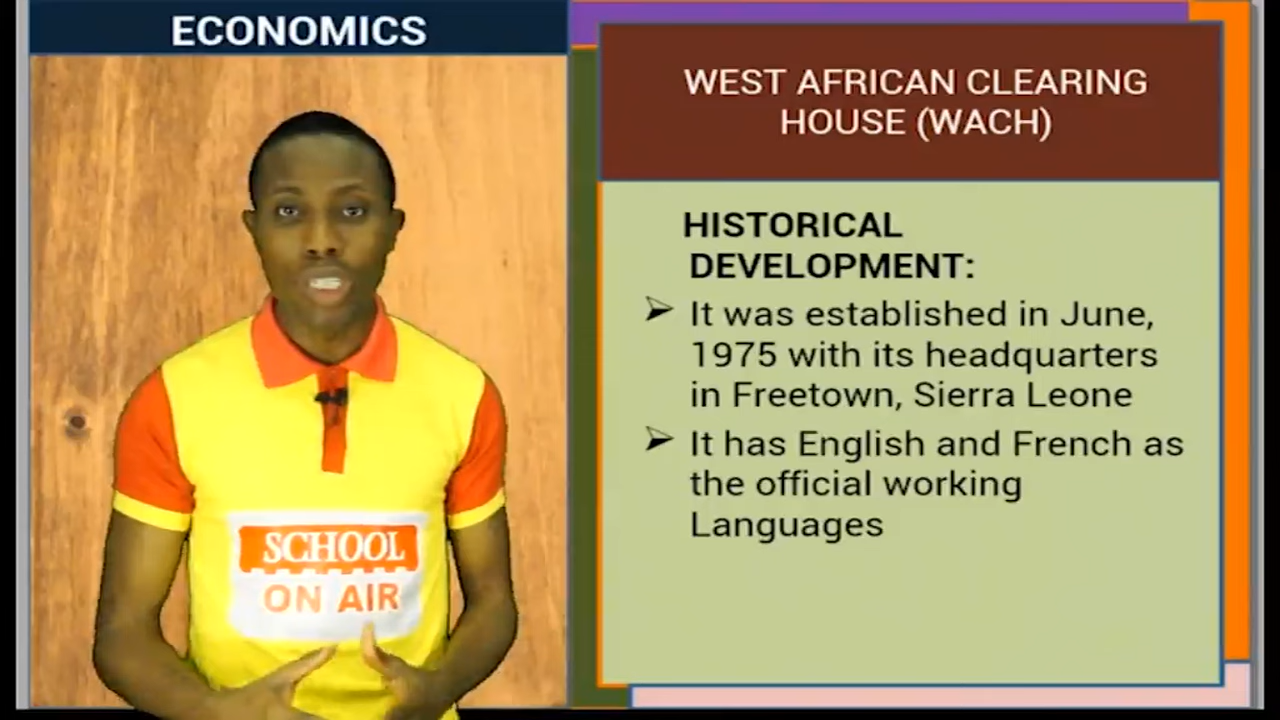 ECONOMICS
WEST AFRICAN CLEARING
HOUSE (WACH)
HISTORICAL
DEVELOPMENT:
It was established in June,
1975 with its headquarters
in Freetown, Sierra Leone
It has English and French as
the official working
Languages
SCHOOL
ON AIR